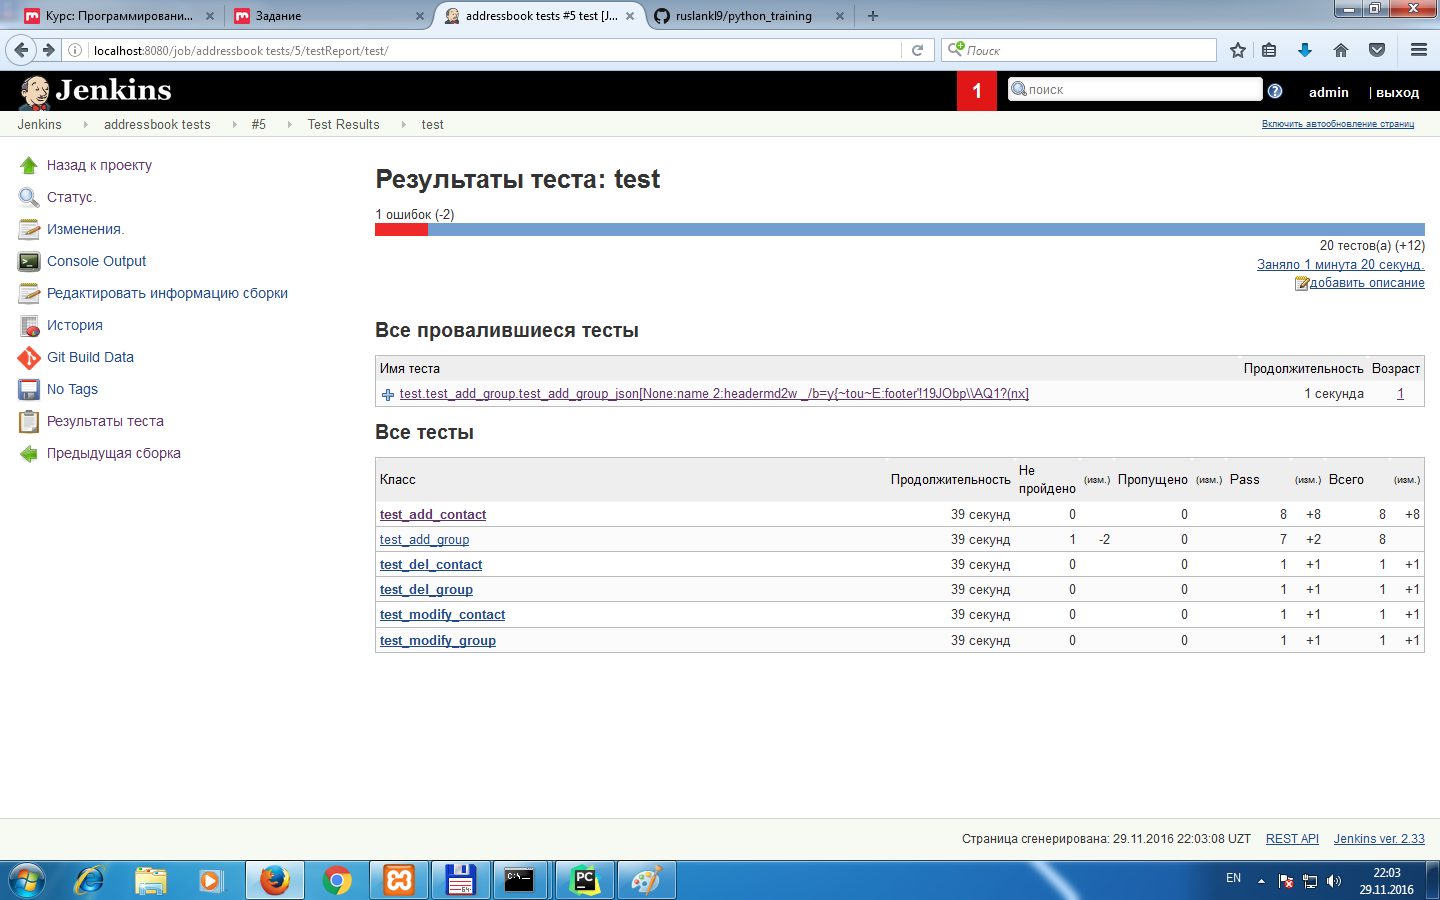 Курс: Программировани...
Задание
addressbook tests #5 test [J...
ruslankl9/python_training
localhost:8080/job/addressbook tests/5/testReport/test/
Поиск
Jenkins
1
поиск
admin
| выход
Jenkins
addressbook tests
#5
Test Results
test
Включить автообновление страниц
Назад к проекту
Статус.
Изменения.
Console Output
Редактировать информацию сборки
История
Git Build Data
No Tags
Результаты теста
Предыдущая сборка
Результаты теста: test
1 ошибок (-2)
20 тестов(а) (+12)
Заняло 1 минута 20 секунд.
добавить описание
Все провалившиеся тесты
Имя теста Продолжительность Возраст
test.test_add_group.test_add_group_json[None:name 2:headermd2w _/b=y{~tou~E:footer'!19JObp\\AQ1?(nx] 1 секунда 1
Все тесты
Класс Продолжительность Не пройдено (изм.) Пропущено (изм.) Pass (изм.) Всего (изм.)
test_add_contact 39 секунд 0 0 8 +8 8 +8
test_add_group 39 секунд 1 -2 0 7 +2 8
test_del_contact 39 секунд 0 0 1 +1 1 +1
test_del_group 39 секунд 0 0 1 +1 1 +1
test_modify_contact 39 секунд 0 0 1 +1 1 +1
test_modify_group 39 секунд 0 0 1 +1 1 +1
Страница сгенерирована: 29.11.2016 22:03:08 UZT
REST API
Jenkins ver. 2.33
64
C:\.
PC
EN
22:03
29.11.2016